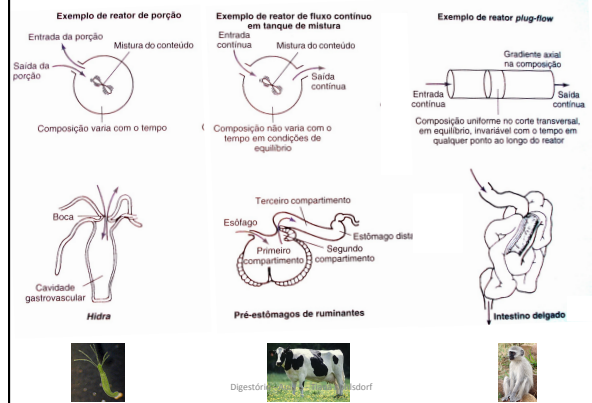 Exemplo de reator de porção
Entrada da porção
Mistura do conteúdo
Saída da
porção
Composição varia com o tempo
Exemplo de reator de fluxo contínuo
em tanque de mistura
Entrada
contínua
Mistura do conteúdo
Saída
contínua
Composição não varia com o
tempo em condições de
equilíbrio
Exemplo de reator plug-flow
Gradiente axial
na composição
Entrada
contínua
Saída
contínua
Composição uniforme no corte transversal,
em equilíbrio, invariável com o tempo em
qualquer ponto ao longo do reator
Boca
Cavidade
gastrovascular
Hidra
Terceiro compartimento
Esôfago
Estômago dista
Primeiro
compartimento
Segundo
compartimento
Pré-estômagos de ruminantes
Intestino delgado
Digestório